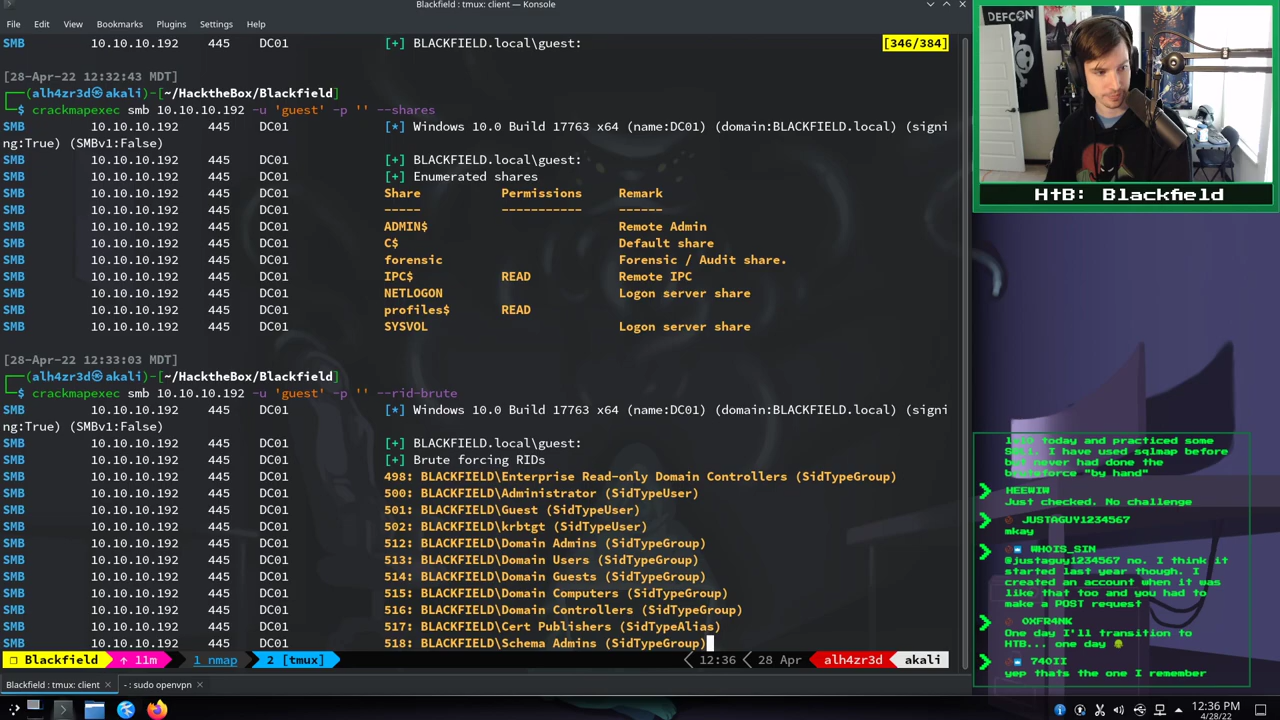 Blackfield : tmux: client — Konsole
File Edit View Bookmarks Plugins Settings Help
SMB 10.10.10.192 445 DC01 [+] BLACKFIELD.local\guest: [346/384]
[28-Apr-22 12:32:43 MDT]
┌──(alh4zr3d㉿akali)-[~/HacktheBox/Blackfield]
└─$ crackmapexec smb 10.10.10.192 -u 'guest' -p '' --shares
SMB 10.10.10.192 445 DC01 [*] Windows 10.0 Build 17763 x64 (name:DC01) (domain:BLACKFIELD.local) (signi
ng:True) (SMBv1:False)
SMB 10.10.10.192 445 DC01 [+] BLACKFIELD.local\guest:
SMB 10.10.10.192 445 DC01 [+] Enumerated shares
SMB 10.10.10.192 445 DC01 Share Permissions Remark
SMB 10.10.10.192 445 DC01 ----- ----------- ------
SMB 10.10.10.192 445 DC01 ADMIN$ Remote Admin
SMB 10.10.10.192 445 DC01 C$ Default share
SMB 10.10.10.192 445 DC01 forensic Forensic / Audit share.
SMB 10.10.10.192 445 DC01 IPC$ READ Remote IPC
SMB 10.10.10.192 445 DC01 NETLOGON Logon server share
SMB 10.10.10.192 445 DC01 profiles$ READ
SMB 10.10.10.192 445 DC01 SYSVOL Logon server share
[28-Apr-22 12:33:03 MDT]
┌──(alh4zr3d㉿akali)-[~/HacktheBox/Blackfield]
└─$ crackmapexec smb 10.10.10.192 -u 'guest' -p '' --rid-brute
SMB 10.10.10.192 445 DC01 [*] Windows 10.0 Build 17763 x64 (name:DC01) (domain:BLACKFIELD.local) (signi
ng:True) (SMBv1:False)
SMB 10.10.10.192 445 DC01 [+] BLACKFIELD.local\guest:
SMB 10.10.10.192 445 DC01 [+] Brute forcing RIDs
SMB 10.10.10.192 445 DC01 498: BLACKFIELD\Enterprise Read-only Domain Controllers (SidTypeGroup)
SMB 10.10.10.192 445 DC01 500: BLACKFIELD\Administrator (SidTypeUser)
SMB 10.10.10.192 445 DC01 501: BLACKFIELD\Guest (SidTypeUser)
SMB 10.10.10.192 445 DC01 502: BLACKFIELD\krbtgt (SidTypeUser)
SMB 10.10.10.192 445 DC01 512: BLACKFIELD\Domain Admins (SidTypeGroup)
SMB 10.10.10.192 445 DC01 513: BLACKFIELD\Domain Users (SidTypeGroup)
SMB 10.10.10.192 445 DC01 514: BLACKFIELD\Domain Guests (SidTypeGroup)
SMB 10.10.10.192 445 DC01 515: BLACKFIELD\Domain Computers (SidTypeGroup)
SMB 10.10.10.192 445 DC01 516: BLACKFIELD\Domain Controllers (SidTypeGroup)
SMB 10.10.10.192 445 DC01 517: BLACKFIELD\Cert Publishers (SidTypeAlias)
SMB 10.10.10.192 445 DC01 518: BLACKFIELD\Schema Admins (SidTypeGroup)
❐ Blackfield ↑ 11m 1 nmap 2 [tmux] 12:36 28 Apr alh4zr3d akali
Blackfield : tmux: client - : sudo openvpn
DEFCON
HtB: Blackfield
today and practiced some
SQLi. I have used sqlmap before
but never had done the
bruteforce "by hand"
HEEWIW
Just checked. No challenge
JUSTAGUY1234567
mkay
WHOIS_SIN
@justaguy1234567 no. I think it
started last year though. I
created an account when it was
like that too and you had to
make a POST request
0XFR4NK
One day I'll transition to
HTB... one day
740II
yep thats the one I remember
12:36 PM
4/28/22